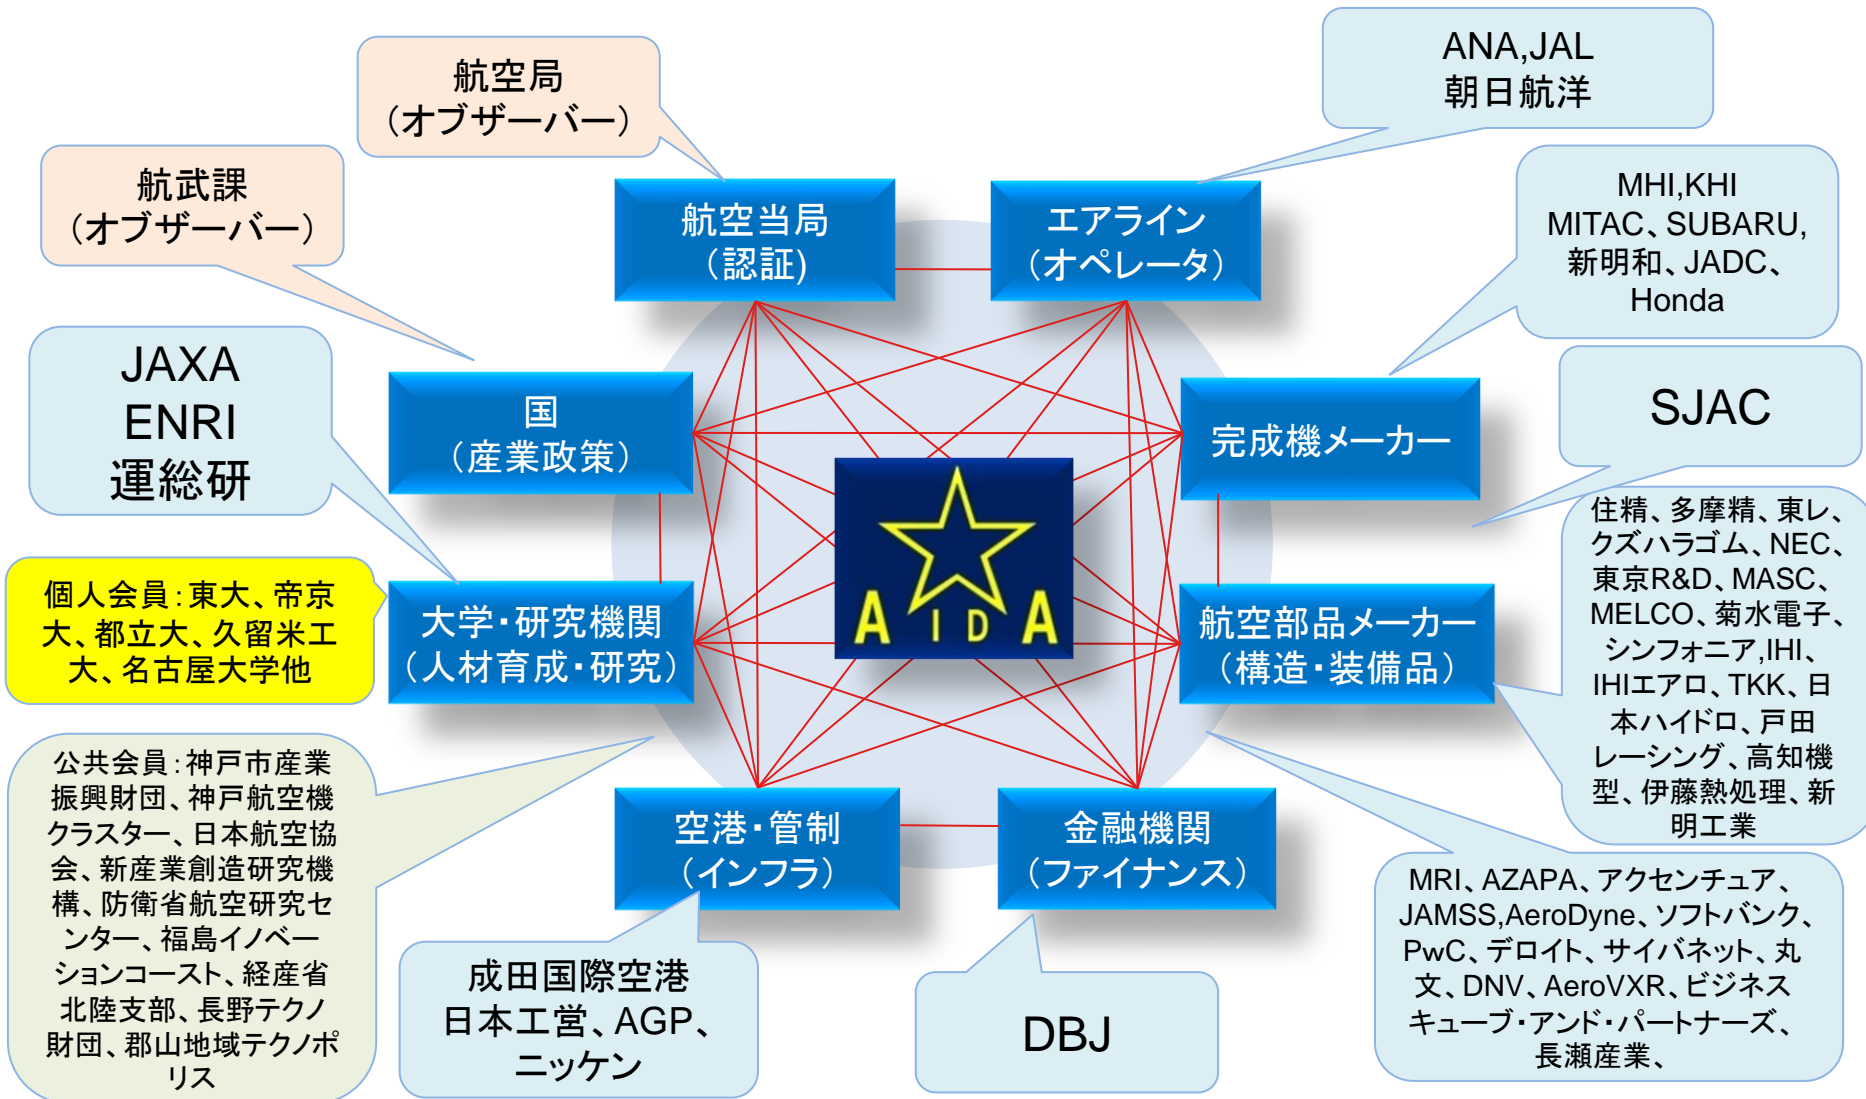 航空局
（オブザーバー）
ANA,JAL
朝日航洋
航武課
（オブザーバー）
航空当局
（認証)
エアライン
（オペレータ）
MHI,KHI
MITAC、SUBARU,
新明和、JADC、
Honda
JAXA
ENRI
運総研
国
（産業政策）
完成機メーカー
SJAC
A I D A
個人会員：東大、帝京
大、都立大、久留米工
大、名古屋大学他
大学・研究機関
（人材育成・研究）
航空部品メーカー
（構造・装備品）
住精、多摩精、東レ、
クズハラゴム、NEC、
東京R&D、MASC、
MELCO、菊水電子、
シンフォニア,IHI、
IHIエアロ、TKK、日
本ハイドロ、戸田
レーシング、高知機
型、伊藤熱処理、新
明工業
公共会員：神戸市産業
振興財団、神戸航空機
クラスター、日本航空協
会、新産業創造研究機
構、防衛省航空研究セ
ンター、福島イノベー
ションコースト、経産省
北陸支部、長野テクノ
財団、郡山地域テクノポ
リス
空港・管制
（インフラ）
金融機関
（ファイナンス）
成田国際空港
日本工営、AGP、
ニッケン
DBJ
MRI、AZAPA、アクセンチュア、
JAMSS,AeroDyne、ソフトバンク、
PwC、デロイト、サイバネット、丸
文、DNV、AeroVXR、ビジネス
キューブ・アンド・パートナーズ、
長瀬産業、